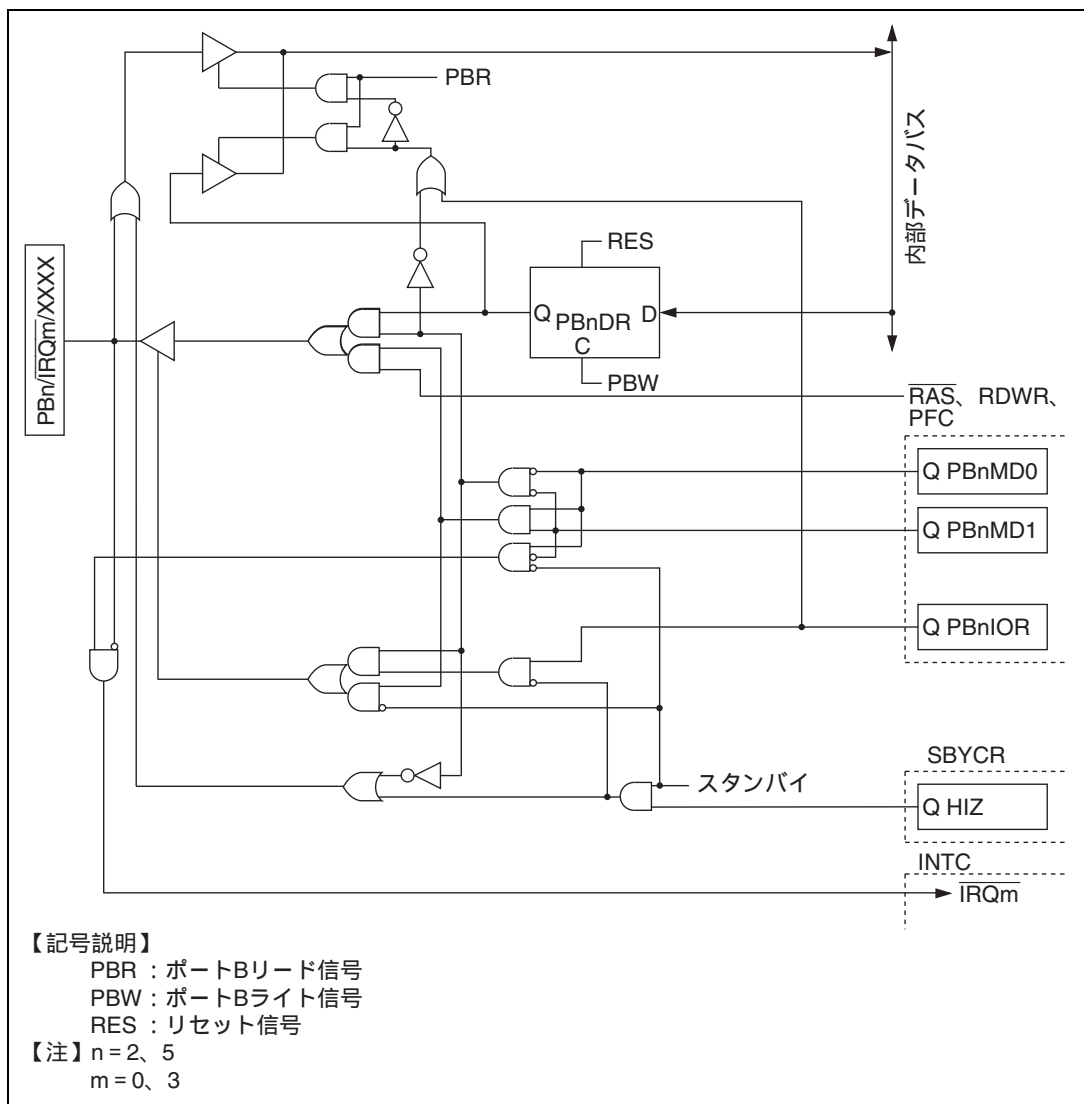 PBR
内部データバス
RES
Q PBnDR D
C
PBW
PBn/IRQm/XXXX
RAS、RDWR、
PFC
Q PBnMD0
Q PBnMD1
Q PBnIOR
SBYCR
スタンバイ
Q HIZ
INTC
IRQm
【記号説明】
PBR:ポートBリード信号
PBW:ポートBライト信号
RES:リセット信号
【注】n = 2、5
m = 0、3